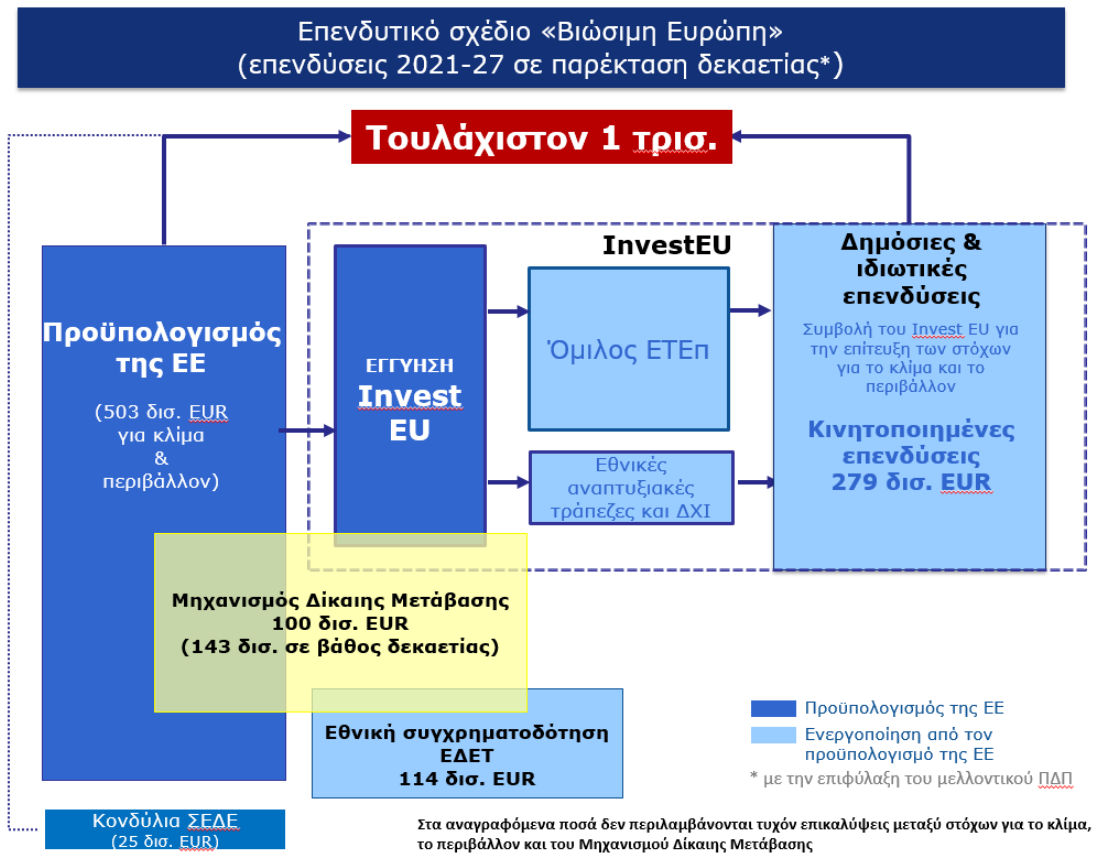 Επενδυτικό σχέδιο «Βιώσιμη Ευρώπη»
(επενδύσεις 2021-27 σε παρέκταση δεκαετίας*)
Τουλάχιστον 1 τρισ.
Προϋπολογισμός
της ΕΕ
(503 δισ. EUR
για κλίμα
&
περιβάλλον)
ΕΓΓΥΗΣΗ
Invest
EU
InvestEU
Όμιλος ΕΤΕπ
Εθνικές
αναπτυξιακές
τράπεζες και ΔΧΙ
Δημόσιες &
ιδιωτικές
επενδύσεις
Συμβολή του Invest EU για
την επίτευξη των στόχων
για το κλίμα και το
περιβάλλον
Κινητοποιημένες
επενδύσεις
279 δισ. EUR
Μηχανισμός Δίκαιης Μετάβασης
100 δισ. EUR
(143 δισ. σε βάθος δεκαετίας)
Εθνική συγχρηματοδότηση
ΕΔΕΤ
114 δισ. EUR
Προϋπολογισμός της ΕΕ
Ενεργοποίηση από τον
προϋπολογισμό της ΕΕ
* με την επιφύλαξη του μελλοντικού ΠΔΠ
Κονδύλια ΣΕΔΕ
(25 δισ. EUR)
Στα αναγραφόμενα ποσά δεν περιλαμβάνονται τυχόν επικαλύψεις μεταξύ στόχων για το κλίμα,
το περιβάλλον και του Μηχανισμού Δίκαιης Μετάβασης